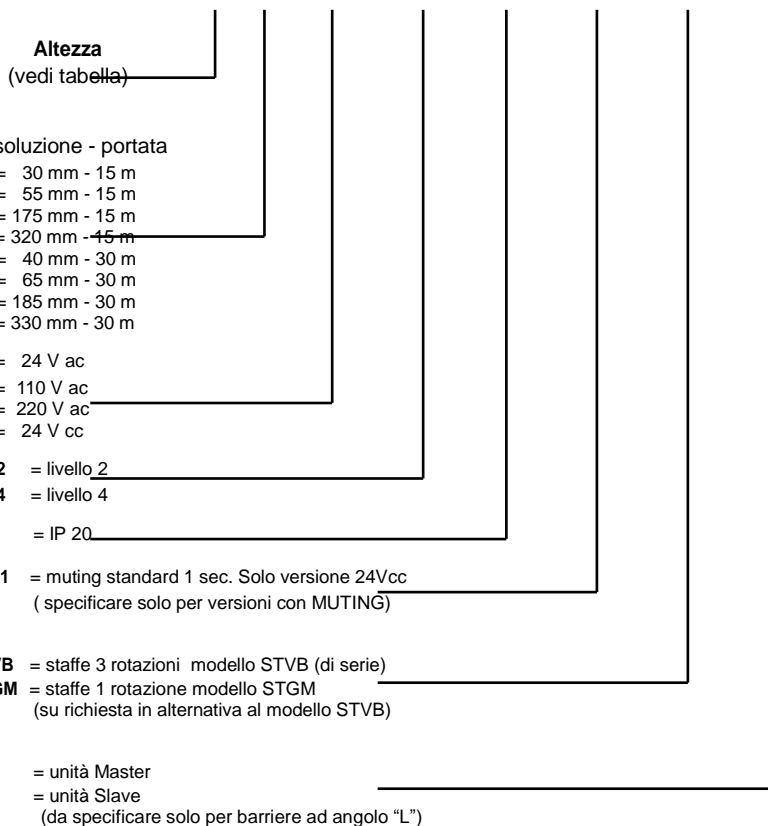 Altezza
(vedi tabella)
soluzione - portata
= 30 mm - 15 m
= 55 mm - 15 m
= 175 mm - 15 m
= 320 mm - 15 m
= 40 mm - 30 m
= 65 mm - 30 m
= 185 mm - 30 m
= 330 mm - 30 m
= 24 V ac
= 110 V ac
= 220 V ac
= 24 V cc
2 = livello 2
4 = livello 4
= IP 20
1 = muting standard 1 sec. Solo versione 24Vcc
( specificare solo per versioni con MUTING)
VB = staffe 3 rotazioni modello STVB (di serie)
GM = staffe 1 rotazione modello STGM
(su richiesta in alternativa al modello STVB)
= unità Master
= unità Slave
(da specificare solo per barriere ad angolo “L”)